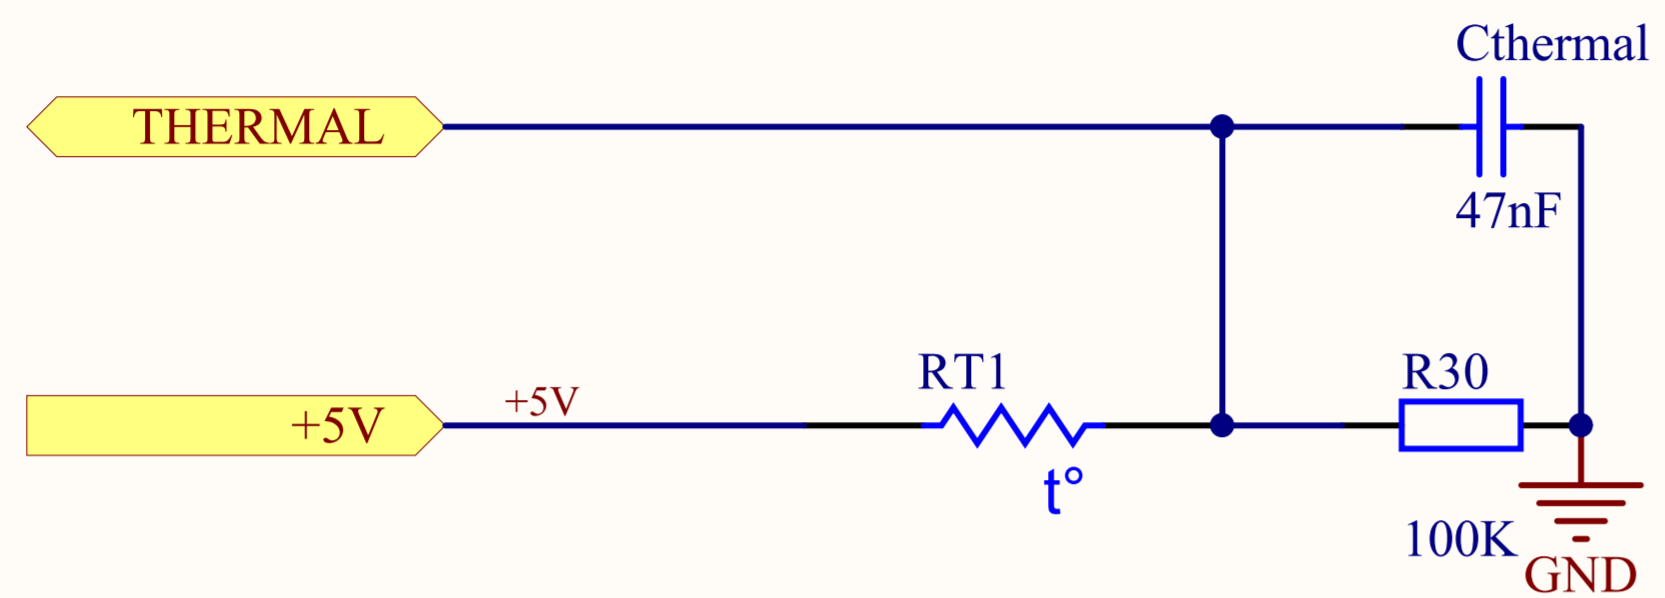 Cthermal
THERMAL
47nF
RT1
R30
+5V
+5V
t°
100K
GND